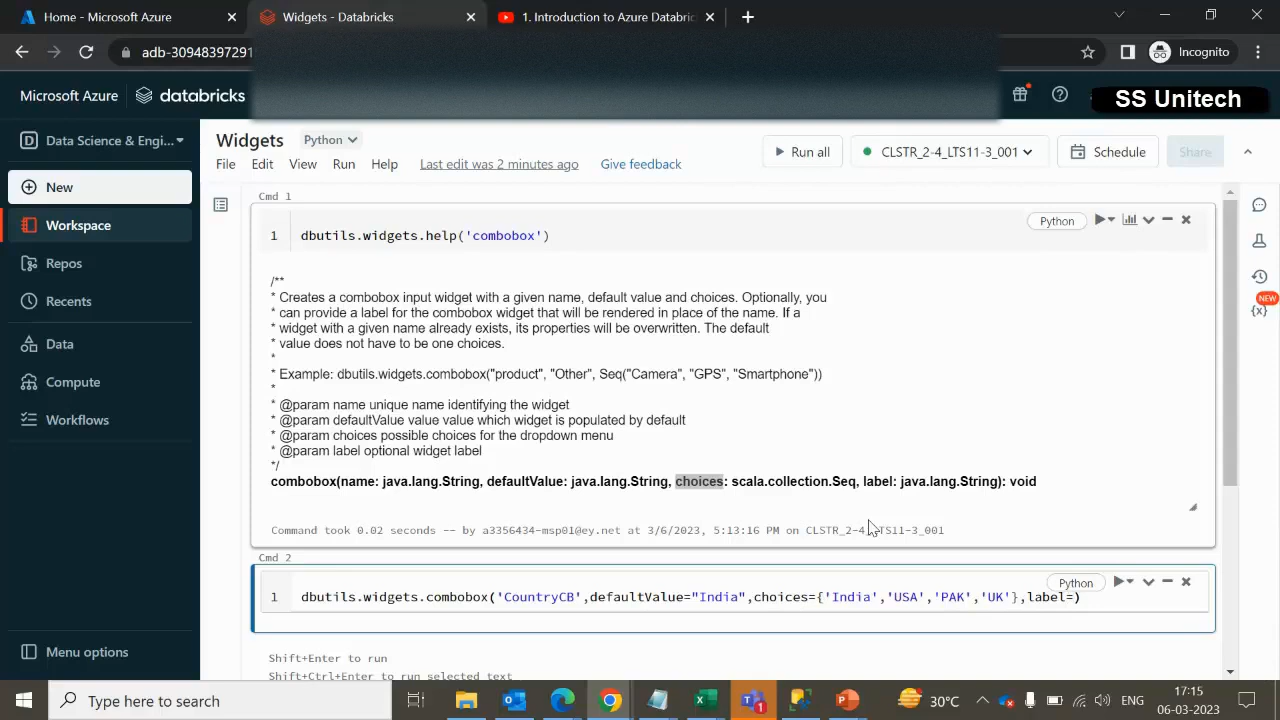 Home - Microsoft Azure
Widgets - Databricks
1. Introduction to Azure Databric
adb-30948397291
Incognito
Microsoft Azure
databricks
SS Unitech
D
Data Science & Engi...
Widgets
Python
File
Edit
View
Run
Help
Last edit was 2 minutes ago
Give feedback
Run all
CLSTR_2-4_LTS11-3_001
Schedule
Share
New
Workspace
Repos
Recents
Data
Compute
Workflows
Menu options
NEW
Cmd 1
Python
1 dbutils.widgets.help('combobox')
/**
* Creates a combobox input widget with a given name, default value and choices. Optionally, you
* can provide a label for the combobox widget that will be rendered in place of the name. If a
* widget with a given name already exists, its properties will be overwritten. The default
* value does not have to be one choices.
*
* Example: dbutils.widgets.combobox("product", "Other", Seq("Camera", "GPS", "Smartphone"))
*
* @param name unique name identifying the widget
* @param defaultValue value value which widget is populated by default
* @param choices possible choices for the dropdown menu
* @param label optional widget label
*/
combobox(name: java.lang.String, defaultValue: java.lang.String, choices: scala.collection.Seq, label: java.lang.String): void
Command took 0.02 seconds -- by a3356434-msp01@ey.net at 3/6/2023, 5:13:16 PM on CLSTR_2-4_LTS11-3_001
Cmd 2
Python
1 dbutils.widgets.combobox('CountryCB',defaultValue="India",choices={'India','USA','PAK','UK'},label=)
Shift+Enter to run
Shift+Ctrl+Enter to run selected text
Type here to search
1
30°C
ENG
17:15
06-03-2023